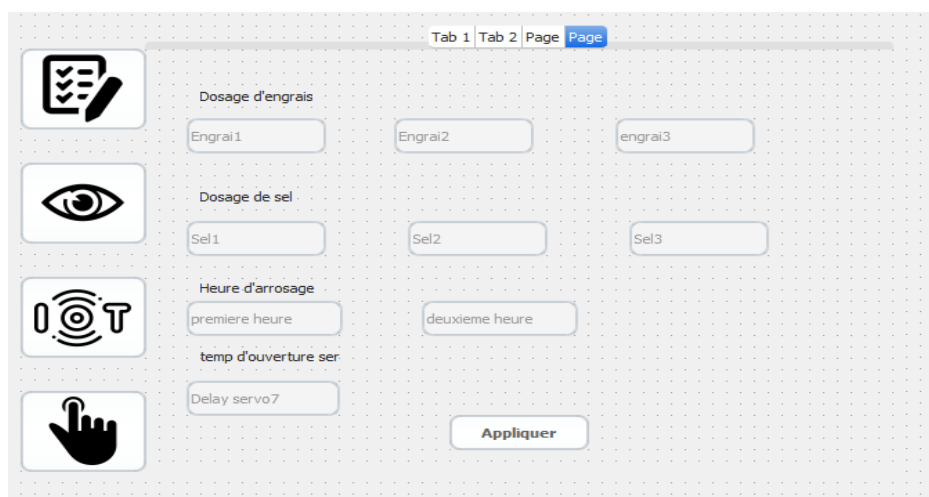 Tab 1 Tab 2 Page Page
Dosage d'engrais
Engrai1 Engrai2 engrai3
Dosage de sel
Sel1 Sel2 Sel3
Heure d'arrosage
premiere heure deuxieme heure
IOT
temp d'ouverture ser
Delay servo7
Appliquer